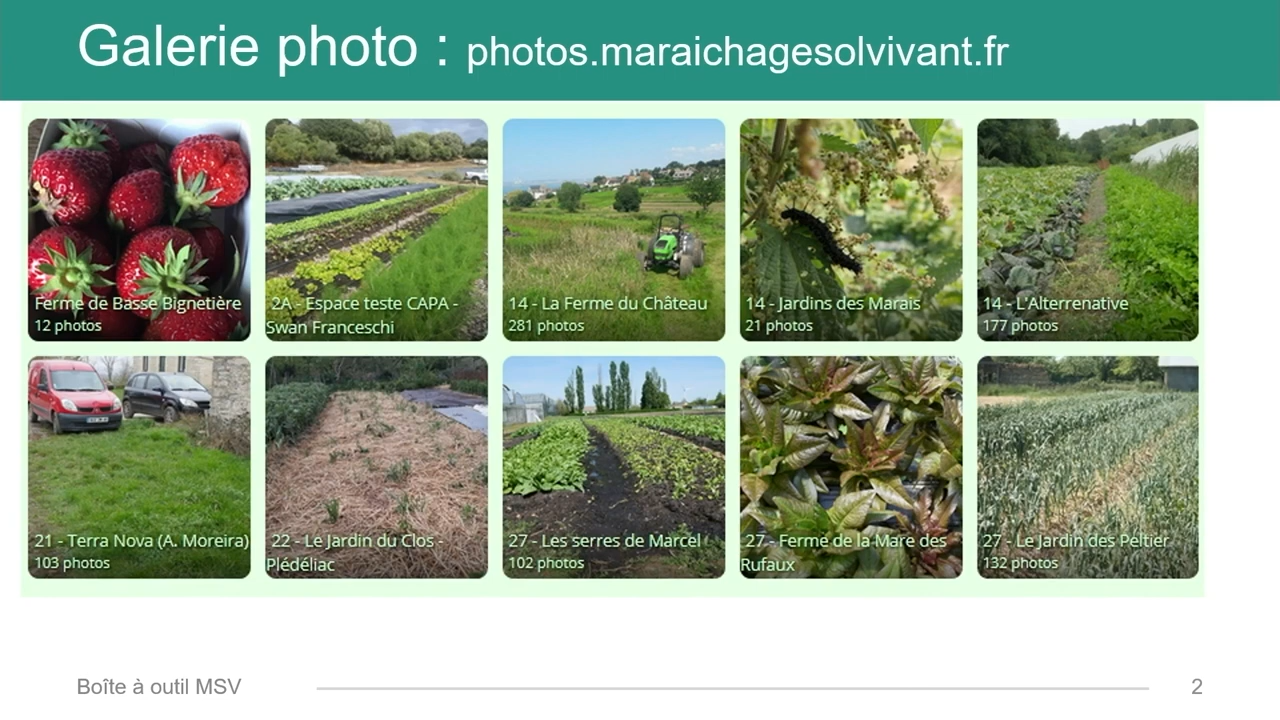 Galerie photo : photos.maraichagesolvivant.fr
Ferme de Basse Bignetière
12 photos
2A - Espace teste CAPA -
Swan Franceschi
14 - La Ferme du Château
281 photos
14 - Jardins des Marais
21 photos
14 - L'Alterrenative
177 photos
21 - Terra Nova (A. Moreira)
103 photos
22 - Le Jardin du Clos -
Plédéliac
27 - Les serres de Marcel
102 photos
27 - Ferme de la Mare des
Rufaux
27 - Le Jardin des Peltier
132 photos
Boîte à outil MSV
2